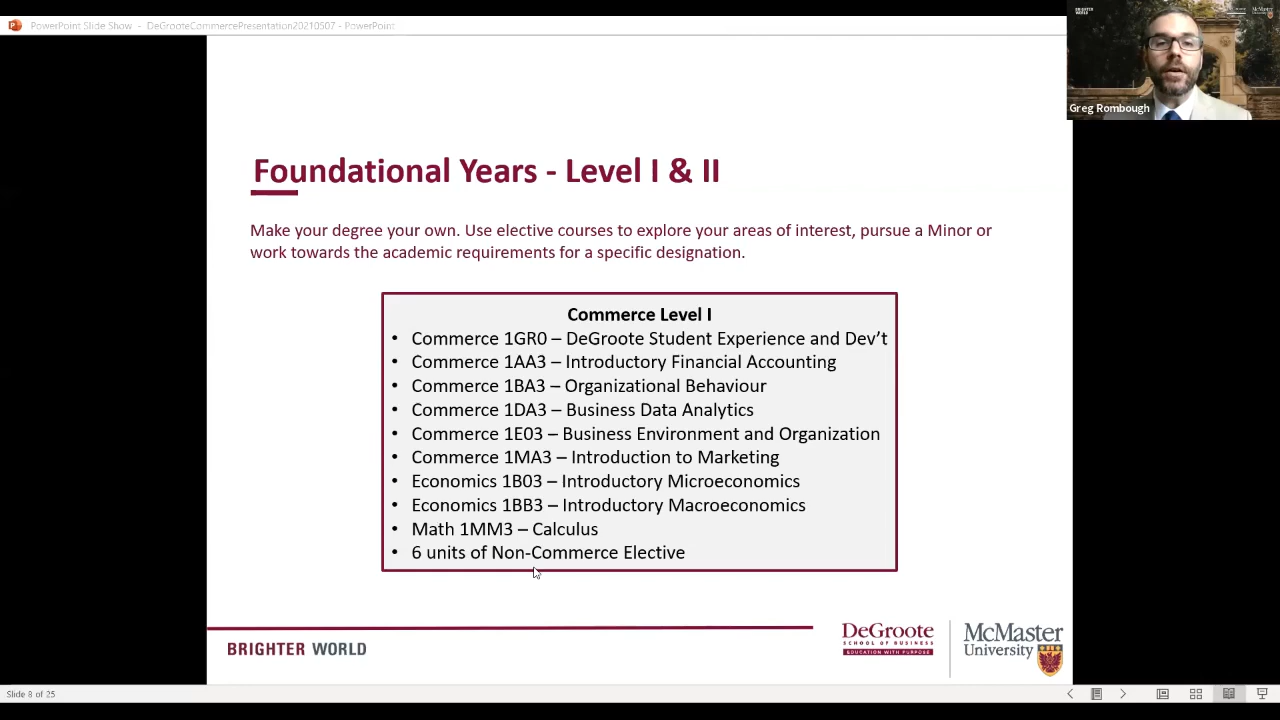 PowerPoint Slide Show - DeGrooteCommercePresentation20210507 - PowerPoint
BRIGHTER
WORLD
Greg Rombough
Foundational Years - Level I & II
Make your degree your own. Use elective courses to explore your areas of interest, pursue a Minor or
work towards the academic requirements for a specific designation.
Commerce Level I
• Commerce 1GR0 – DeGroote Student Experience and Dev’t
• Commerce 1AA3 – Introductory Financial Accounting
• Commerce 1BA3 – Organizational Behaviour
• Commerce 1DA3 – Business Data Analytics
• Commerce 1E03 – Business Environment and Organization
• Commerce 1MA3 – Introduction to Marketing
• Economics 1B03 – Introductory Microeconomics
• Economics 1BB3 – Introductory Macroeconomics
• Math 1MM3 – Calculus
• 6 units of Non-Commerce Elective
BRIGHTER WORLD
DeGroote
SCHOOL OF BUSINESS
EDUCATION WITH PURPOSE
McMaster
University
Slide 8 of 25